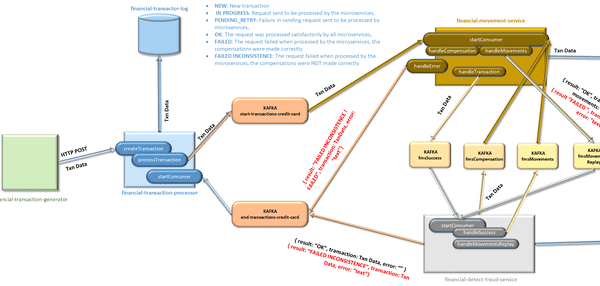 financial-transactor-log
NEW: New transaction
IN PROGRESS. Request sent to be processed by the microservices,
PENDING_RETRY: Failure in sending request sent to be processed by
microservices,
OK: The request was processed satisfactorily by all microservices,
FAILED: The request failed when processed by the microservices, the
compensations were made correctly
FAILED INCONSISTENCE: The request failed when processed by the
microservices, the compensations were NOT made correctly
financial-movement-service
startConsumer
handleCompensation
handleMovements
handleError
handleTransaction
Txn Data
Txn Data
Txn Data
{ result: "OK", transa
movements:
{ result "FAILED", tran
error: "text
Txn Data
KAFKA
start-transactions-credit-card
Txn Data
HTTP POST
Txn Data
createTransaction
processTransaction
startConsumer
financial-transaction-processor
ancial-transaction-generator
{ result: "FAILED INCONSISTENCE |
FAILED", transaction: TxnData, error:
"text"}
KAFKA
end-transactions-credit-card
Txn Data
Txn Data
KAFKA
fmsSuccess
KAFKA
fmsCompensation
KAFKA
fmsMovements
KAFKA
fmsMovem
Replay
startConsumer
handleSuccess
handleMovementsReplay
financial-detect-fraud-service
{ result: "OK", transaction: Txn Data, error: "" }
{ result: "FAILED INCONSISTENCE", transaction: Txn
Data, error: "text"}